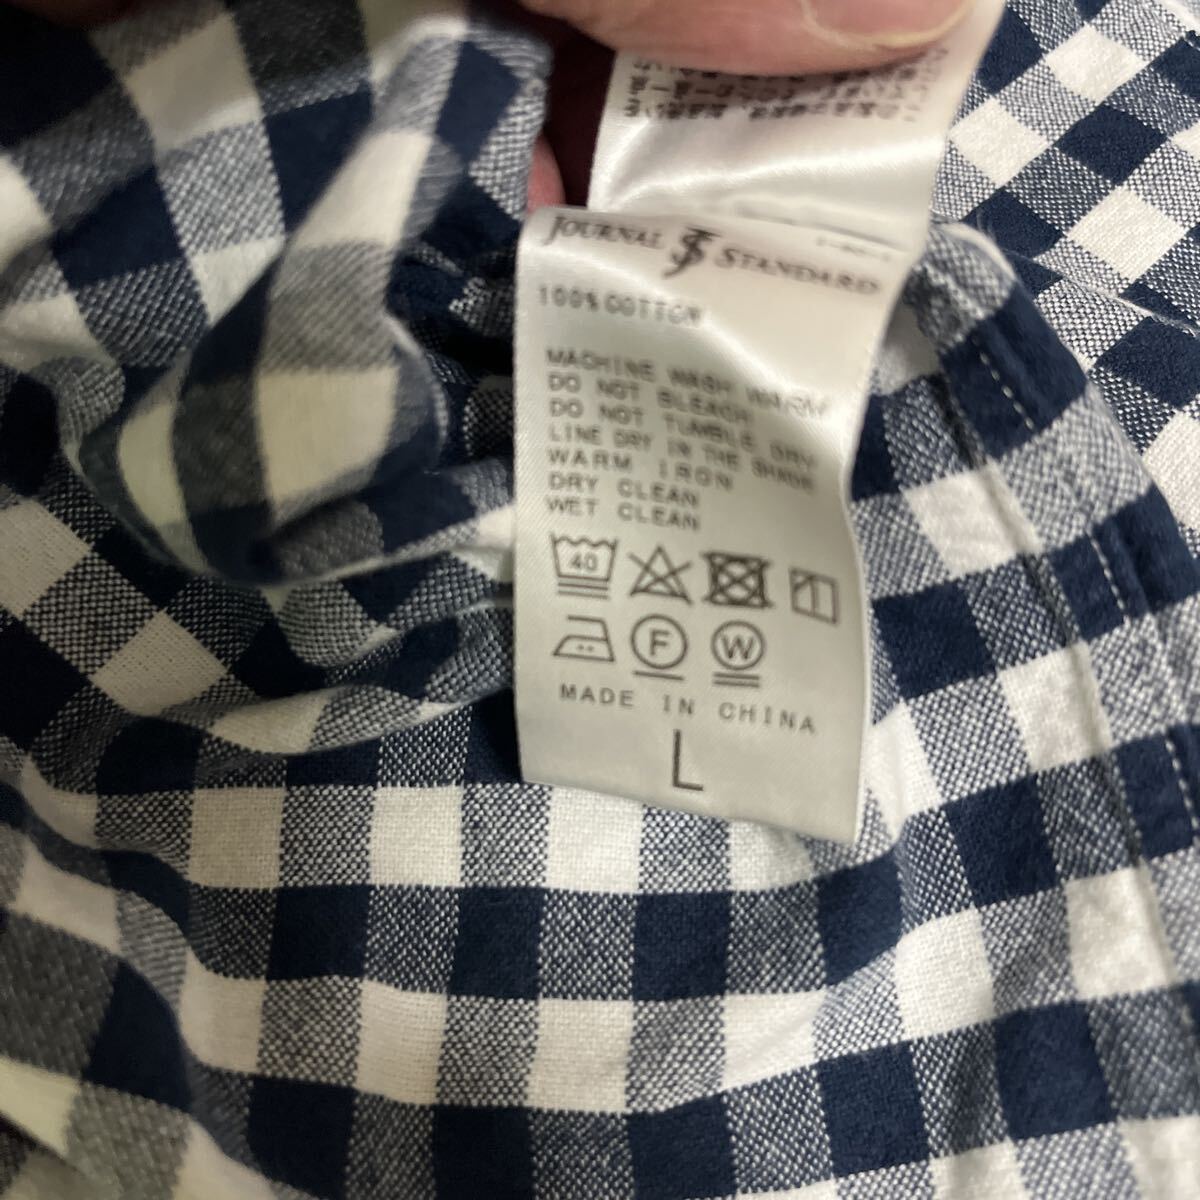 JOURNAL STANDARD
100% COTTON
MACHINE WASH WARM
DO NOT BLEACH
DO NOT TUMBLE DRY
LINE DRY IN THE SHADE
WARM IRON
DRY CLEAN
WET CLEAN
40
F W
MADE IN CHINA
L